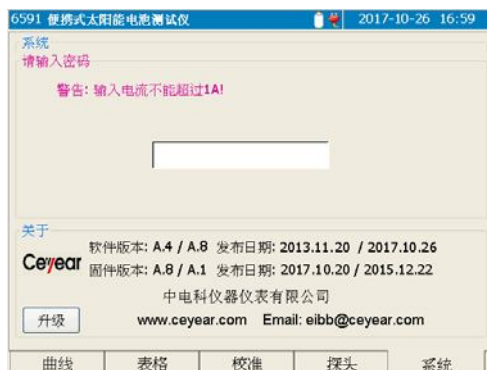 6591 便携式太阳能电池测试仪 2017-10-26 16:59
系统
请输入密码
警告: 输入电流不能超过1A!
关于
Ceyear
软件版本: A.4 / A.8 发布日期: 2013.11.20 / 2017.10.26
固件版本: A.8 / A.1 发布日期: 2017.10.20 / 2015.12.22
中电科仪器仪表有限公司
升级 www.ceyear.com Email: eibb@ceyear.com
曲线 表格 校准 探头 系统